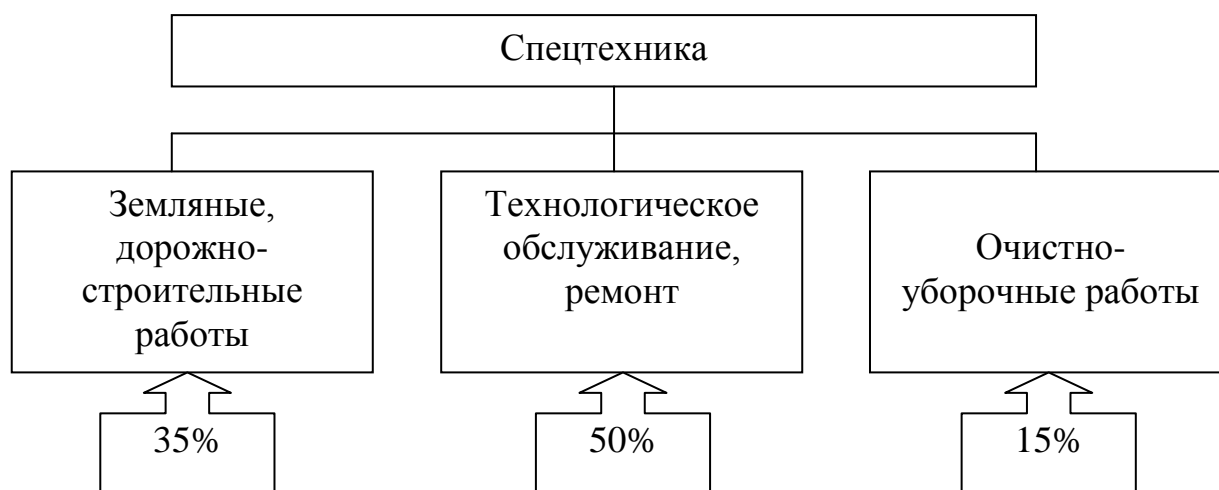 Спецтехника
Земляные,
дорожно-
строительные
работы
Технологическое
обслуживание,
ремонт
Очистно-
уборочные работы
35%
50%
15%